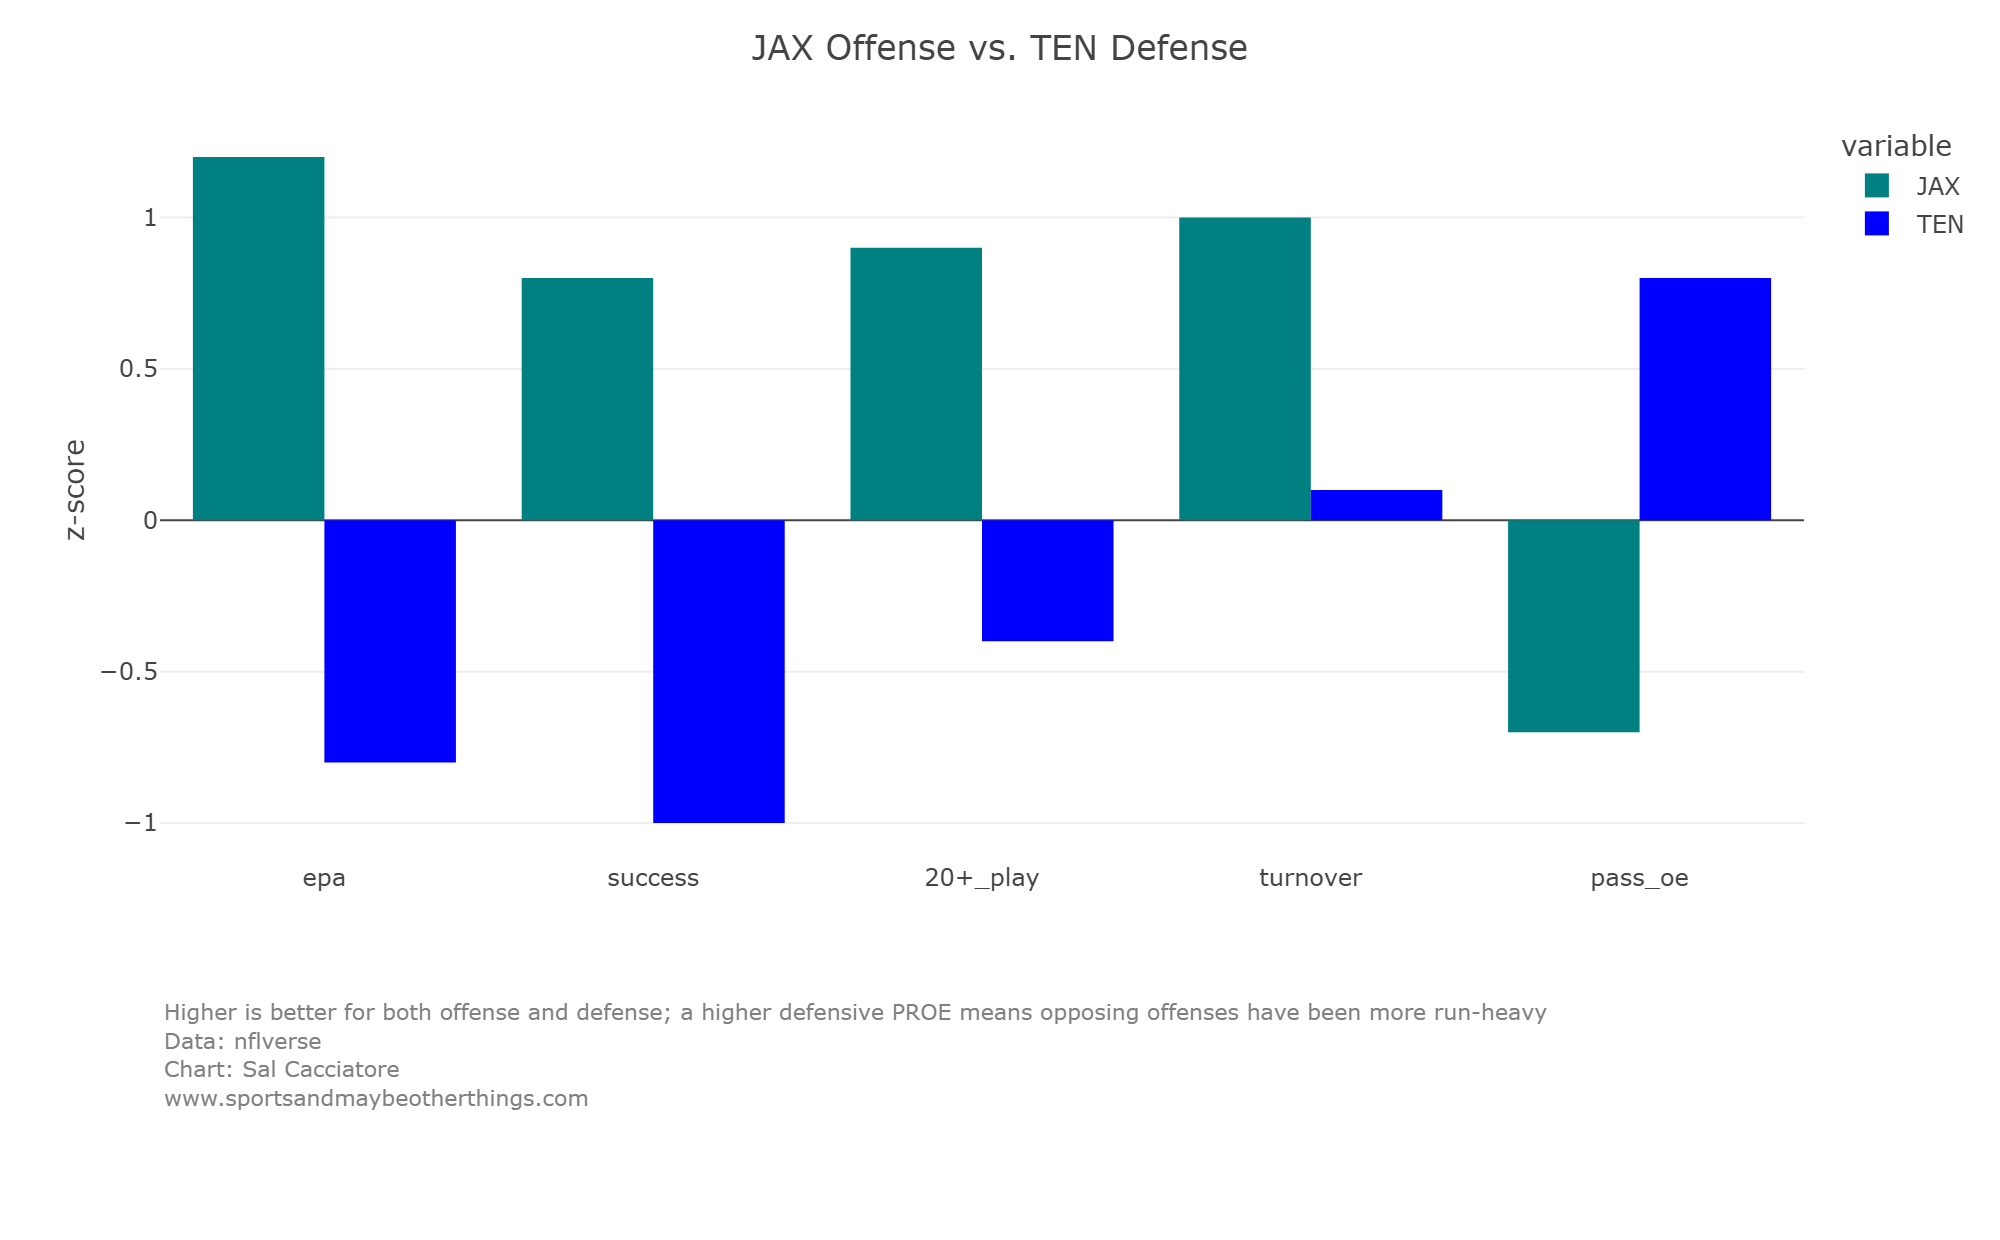 JAX Offense vs. TEN Defense
variable
JAX
TEN
z-score
1
0.5
0
−0.5
−1
epa
success
20+_play
turnover
pass_oe
Higher is better for both offense and defense; a higher defensive PROE means opposing offenses have been more run-heavy
Data: nflverse
Chart: Sal Cacciatore
www.sportsandmaybeotherthings.com